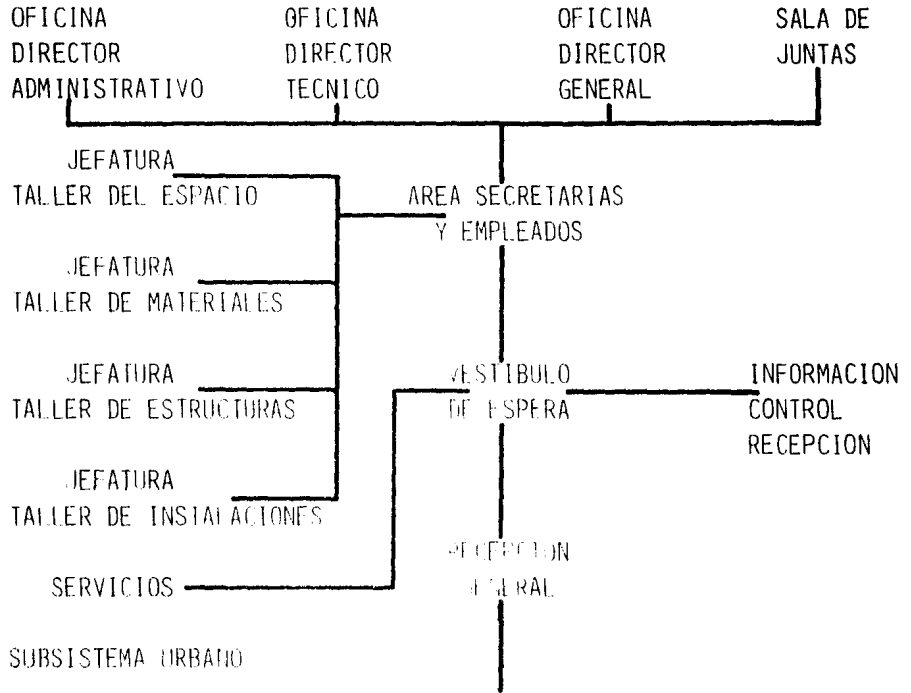 OFICINA
DIRECTOR
ADMINISTRATIVO
OFICINA
DIRECTOR
TECNICO
OFICINA
DIRECTOR
GENERAL
SALA DE
JUNTAS
JEFATURA
TALLER DEL ESPACIO
AREA SECRETARIAS
Y EMPLEADOS
JEFATURA
TALLER DE MATERIALES
JEFATURA
TALLER DE ESTRUCTURAS
VESTIBULO
DE ESPERA
INFORMACION
CONTROL
RECEPCION
JEFATURA
TALLER DE INSTALACIONES
RECEPCION
GENERAL
SERVICIOS
SUBSISTEMA URBANO